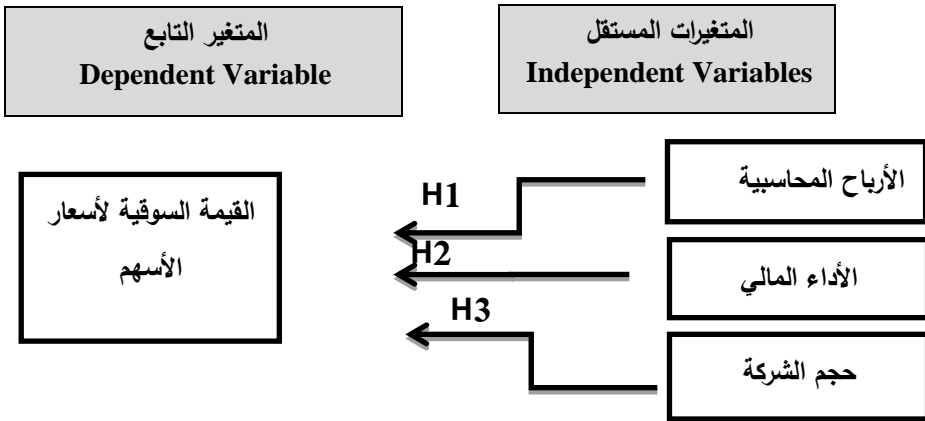 المتغيرات المستقل
Independent Variables
المتغير التابع
Dependent Variable
الأرباح المحاسبية
H1
القيمة السوقية لأسعار
الأسهم
H2
الأداء المالي
H3
حجم الشركة